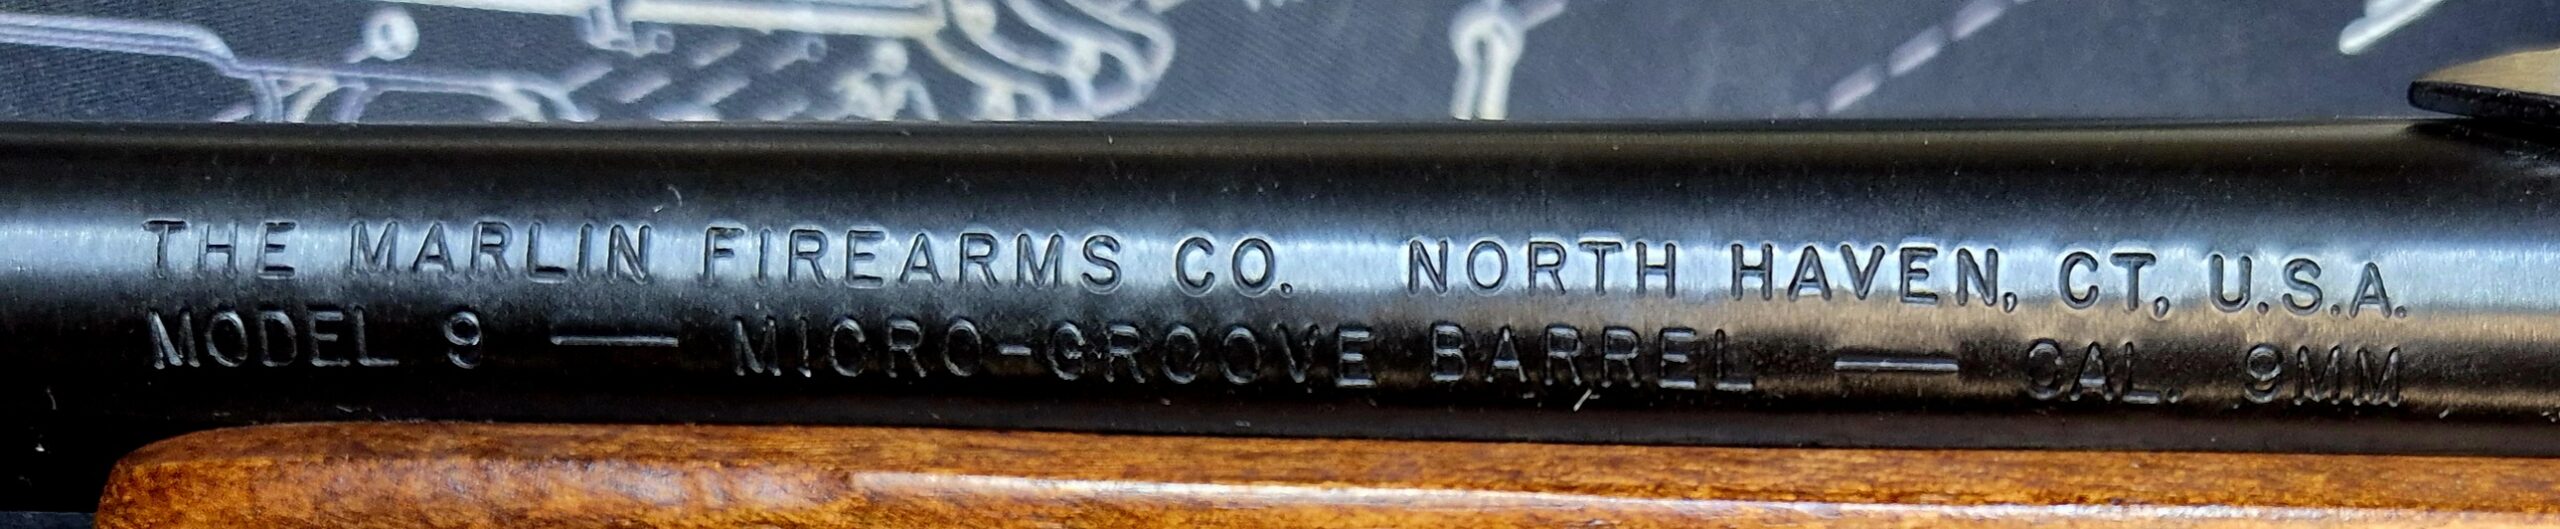 THE MARLIN FIREARMS CO. NORTH HAVEN, CT, U.S.A.
MODEL 9 — MICRO-GROOVE BARREL — CAL. 9MM